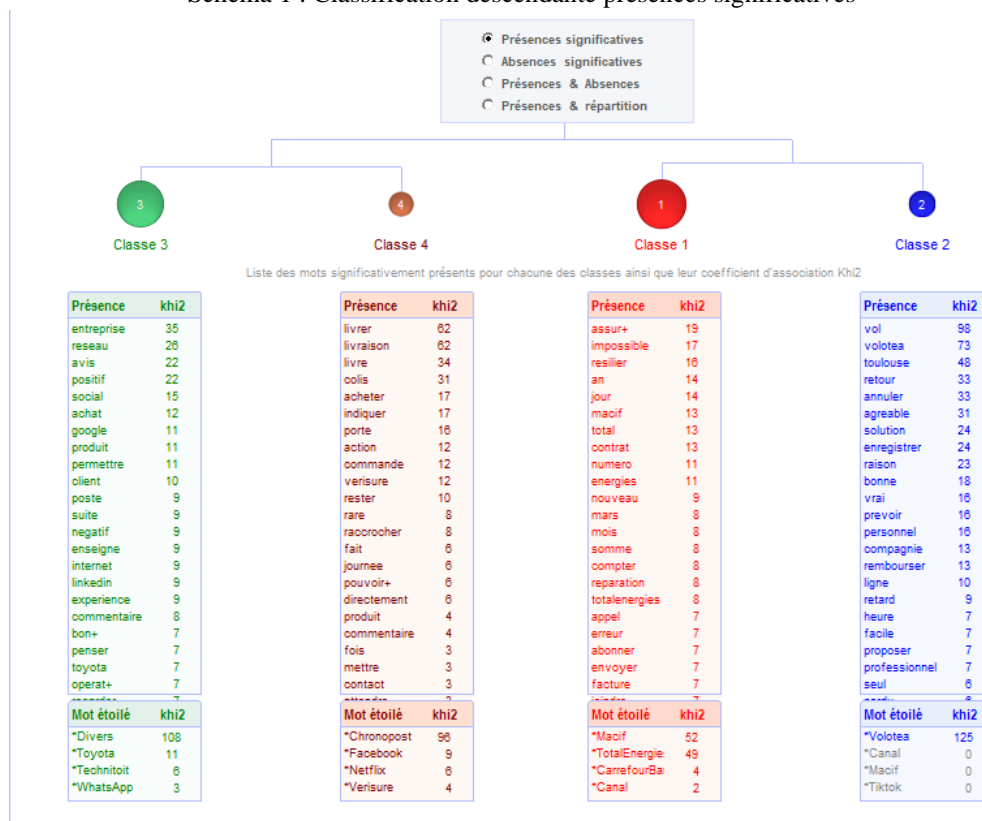 Schéma 1 : Classification descendante présences significatives
Présences significatives
Absences significatives
Présences & Absences
Présences & répartition
3
4
1
2
Classe 3
Classe 4
Classe 1
Classe 2
Liste des mots significativement présents pour chacune des classes ainsi que leur coefficient d'association Khi2
Présence khi2
entreprise 35
reseau 26
avis 22
positif 22
social 15
achat 12
google 11
produit 11
permettre 11
client 10
poste 9
suite 9
negatif 9
enseigne 9
internet 9
linkedin 9
experience 9
commentaire 8
bon+ 7
penser 7
toyota 7
operat+ 7
Mot étoilé khi2
*Divers 108
*Toyota 11
*Technitoit 6
*WhatsApp 3
Présence khi2
livrer 62
livraison 62
livre 34
colis 31
acheter 17
indiquer 17
porte 16
action 12
commande 12
verisure 12
rester 10
rare 8
raccrocher 8
fait 6
journee 6
pouvoir+ 6
directement 6
produit 4
commentaire 4
fois 3
mettre 3
contact 3
Mot étoilé khi2
*Chronopost 96
*Facebook 9
*Netflix 6
*Verisure 4
Présence khi2
assur+ 19
impossible 17
resilier 16
an 14
jour 14
macif 13
total 13
contrat 13
numero 11
energies 11
nouveau 9
mars 8
mois 8
somme 8
compter 8
reparation 8
totalenergies 8
appel 7
erreur 7
abonner 7
envoyer 7
facture 7
Mot étoilé khi2
*Macif 52
*TotalEnergie 49
*CarrefourBa 4
*Canal 2
Présence khi2
vol 98
volotea 73
toulouse 48
retour 33
annuler 33
agreable 31
solution 24
enregistrer 24
raison 23
bonne 18
vrai 16
prevoir 16
personnel 16
compagnie 13
rembourser 13
ligne 10
retard 9
heure 7
facile 7
proposer 7
professionnel 7
seul 6
Mot étoilé khi2
*Volotea 125
*Canal 0
*Macif 0
*Tiktok 0